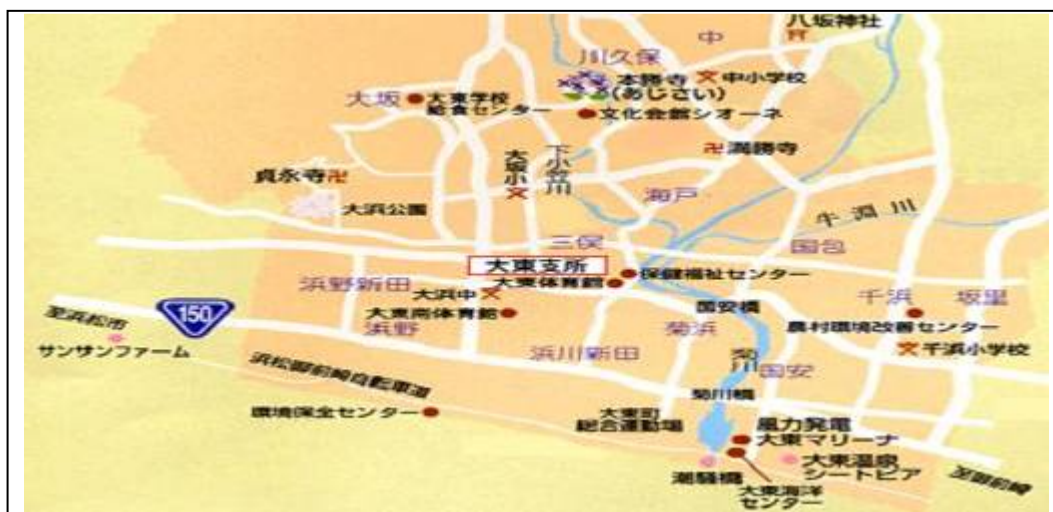 八坂神社
中
川久保
本勝寺
(あじさい)
中小学校
大坂
大東学校
給食センター
文化会館シオーネ
大坂小
下小笠川
満勝寺
貞永寺
大浜公園
海戸
牛淵川
三俣
国包
大東支所
保健福祉センター
大東体育館
浜野新田
大浜中
国安橋
千浜
坂里
150
至浜松市
大東南体育館
浜野
菊浜
農村環境改善センター
サンサンファーム
浜川新田
菊川
国安
千浜小学校
浜松御前崎自転車道
菊川橋
環境保全センター
大東町
総合運動場
風力発電
大東マリーナ
潮騒橋
大東温泉
シートピア
至御前崎
大東海洋
センター